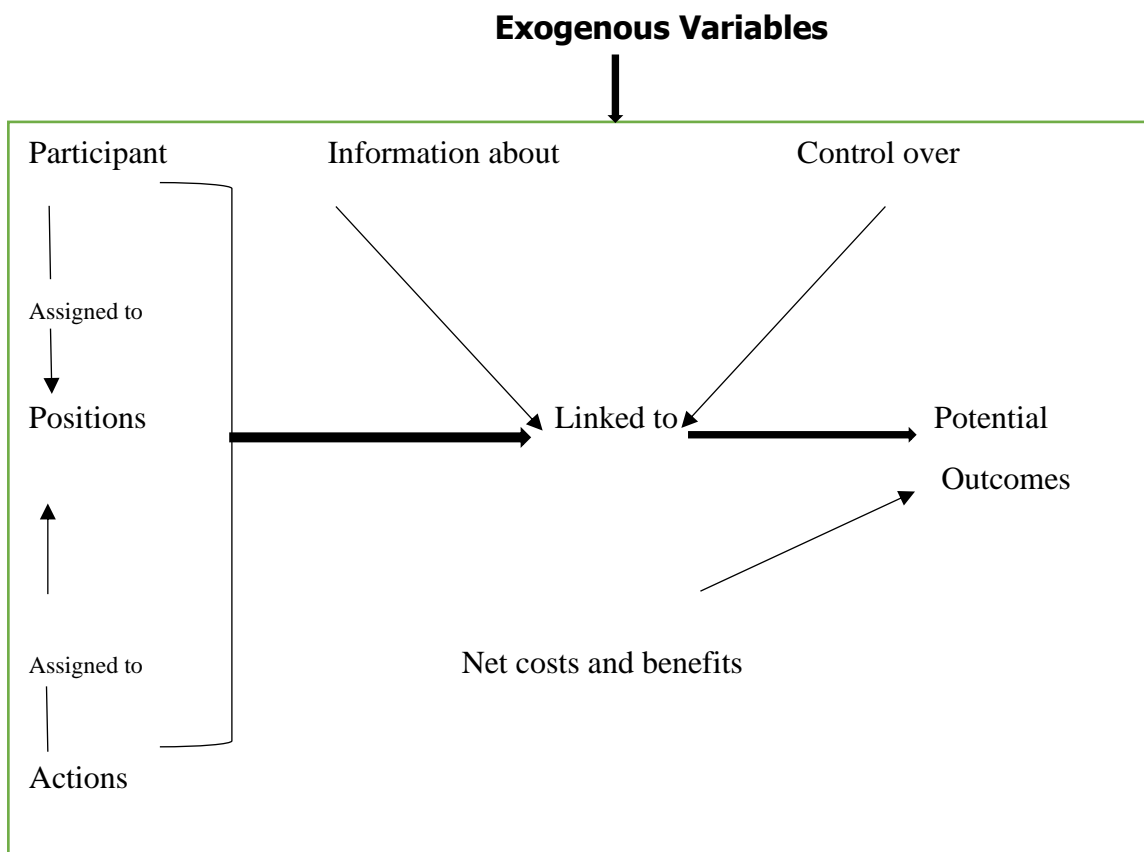 Exogenous Variables
Participant
Information about
Control over
Assigned to
Positions
Linked to
Potential
Outcomes
Assigned to
Net costs and benefits
Actions